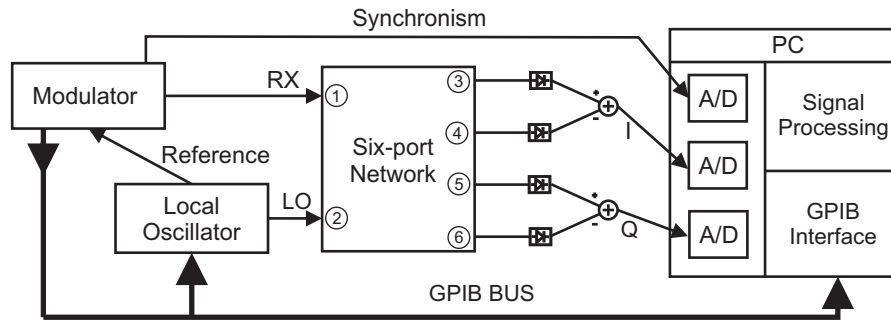 Synchronism
PC
Modulator
RX
①
③
A/D
Signal
Processing
+
-
④
I
Six-port
Network
Reference
A/D
Local
Oscillator
LO
②
⑤
+
-
Q
⑥
A/D
GPIB
Interface
GPIB BUS